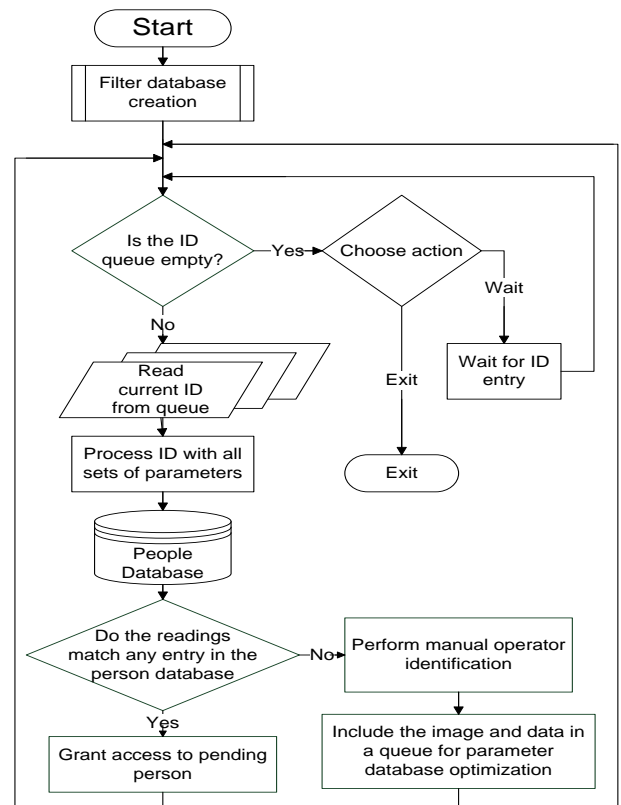 Start
Filter database
creation
Is the ID
queue empty?
Yes
Choose action
Wait
No
Read
current ID
from queue
Exit
Wait for ID
entry
Process ID with all
sets of parameters
Exit
People
Database
Do the readings
match any entry in the
person database
No
Perform manual operator
identification
Yes
Grant access to pending
person
Include the image and data in
a queue for parameter
database optimization